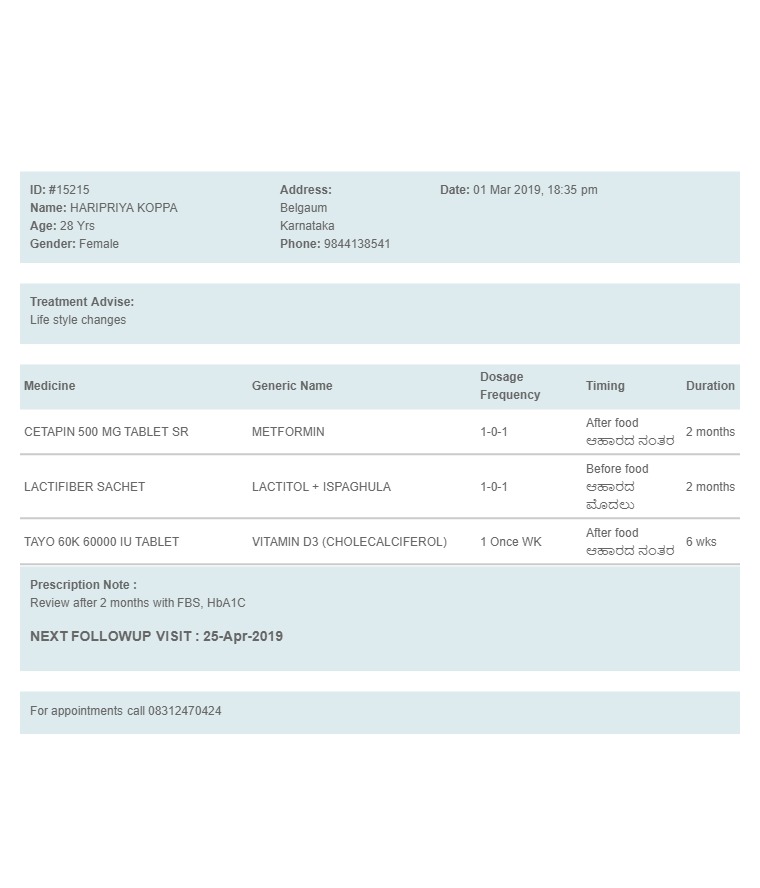 ID: #15215
Name: HARIPRIYA KOPPA
Age: 28 Yrs
Gender: Female
Address:
Belgaum
Karnataka
Phone: 9844138541
Date: 01 Mar 2019, 18:35 pm
Treatment Advise:
Life style changes
Medicine Generic Name Dosage Frequency Timing Duration
CETAPIN 500 MG TABLET SR METFORMIN 1-0-1 After food ಆಹಾರದ ನಂತರ 2 months
LACTIFIBER SACHET LACTITOL + ISPAGHULA 1-0-1 Before food ಆಹಾರದ ಮೊದಲು 2 months
TAYO 60K 60000 IU TABLET VITAMIN D3 (CHOLECALCIFEROL) 1 Once WK After food ಆಹಾರದ ನಂತರ 6 wks
Prescription Note :
Review after 2 months with FBS, HbA1C
NEXT FOLLOWUP VISIT : 25-Apr-2019
For appointments call 08312470424